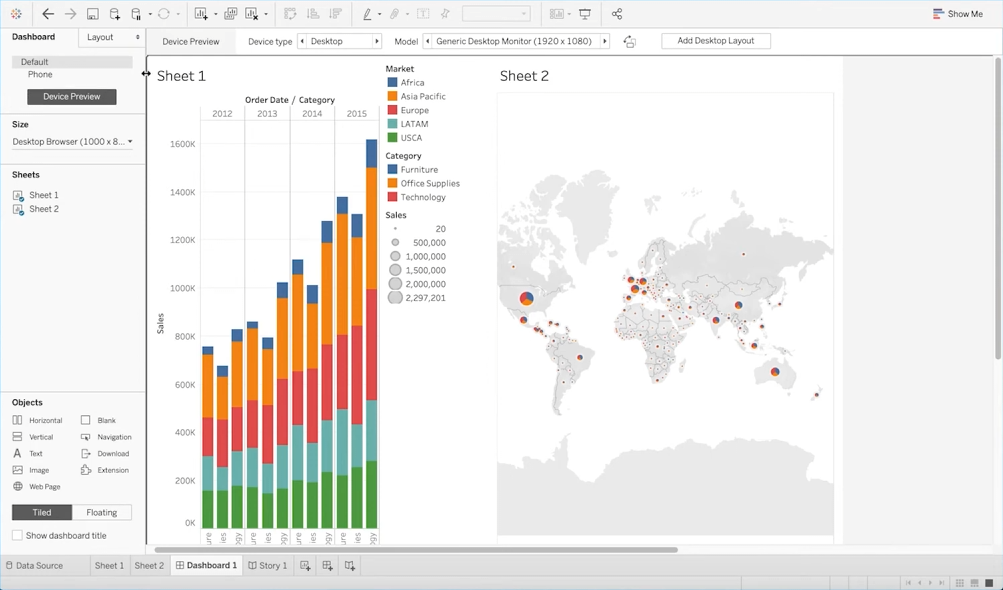 Show Me
Dashboard
Layout
Device Preview
Device type
Desktop
Model
Generic Desktop Monitor (1920 x 1080)
Add Desktop Layout
Default
Phone
Device Preview
Size
Desktop Browser (1000 x 8...
Sheets
Sheet 1
Sheet 2
Objects
Horizontal
Blank
Vertical
Navigation
Text
Download
Image
Extension
Web Page
Tiled
Floating
Show dashboard title
Sheet 1
Order Date / Category
2012
2013
2014
2015
1600K
1400K
1200K
1000K
800K
600K
400K
200K
0K
Sales
ure
ies
ogy
ure
ies
ogy
ure
ies
ogy
ure
ies
ogy
Market
Africa
Asia Pacific
Europe
LATAM
USCA
Category
Furniture
Office Supplies
Technology
Sales
20
500,000
1,000,000
1,500,000
2,000,000
2,297,201
Sheet 2
Data Source
Sheet 1
Sheet 2
Dashboard 1
Story 1